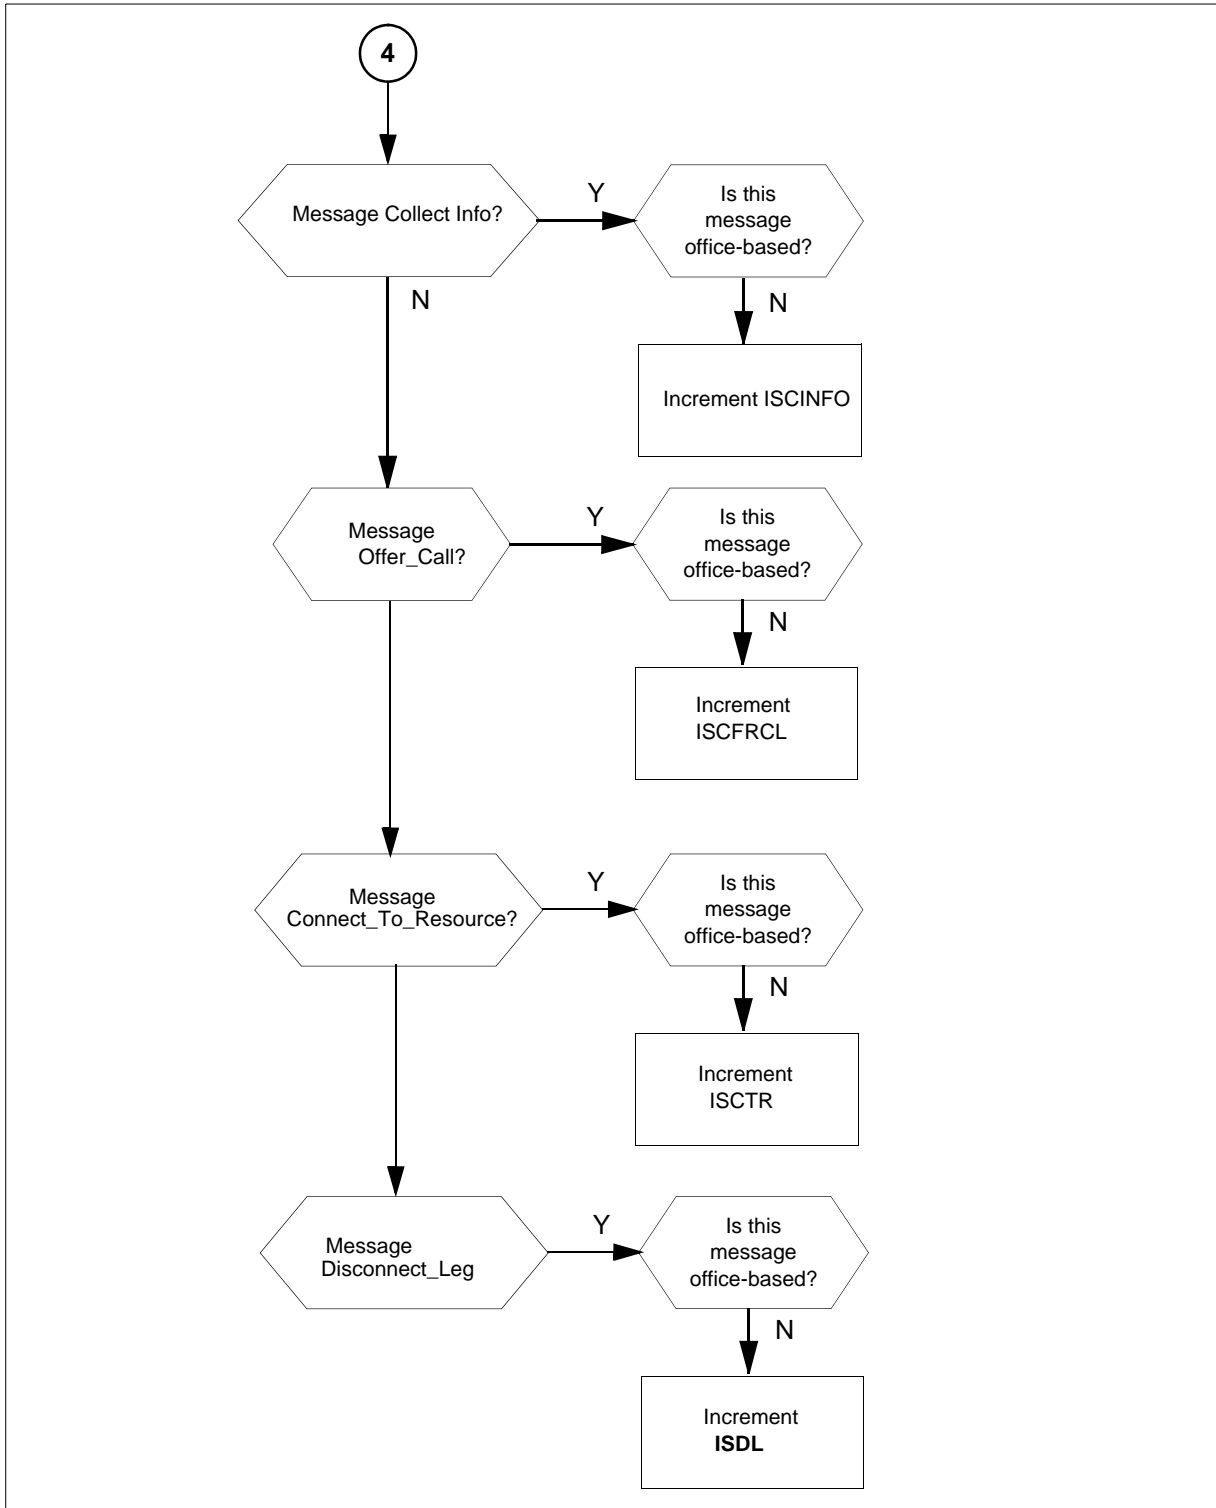 4
Message Collect Info?
Y
Is this
message
office-based?
N
N
Increment ISCINFO
Message
Offer_Call?
Y
Is this
message
office-based?
N
Increment
ISCFRCL
Message
Connect_To_Resource?
Y
Is this
message
office-based?
N
Increment
ISCTR
Message
Disconnect_Leg
Y
Is this
message
office-based?
N
Increment
ISDL